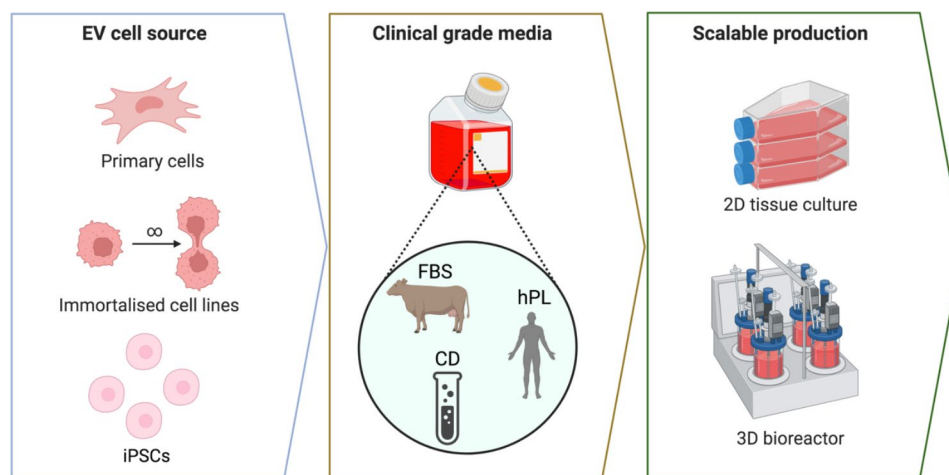 EV cell source
Primary cells
∞
Immortalised cell lines
iPSCs
Clinical grade media
FBS
hPL
CD
Scalable production
2D tissue culture
3D bioreactor